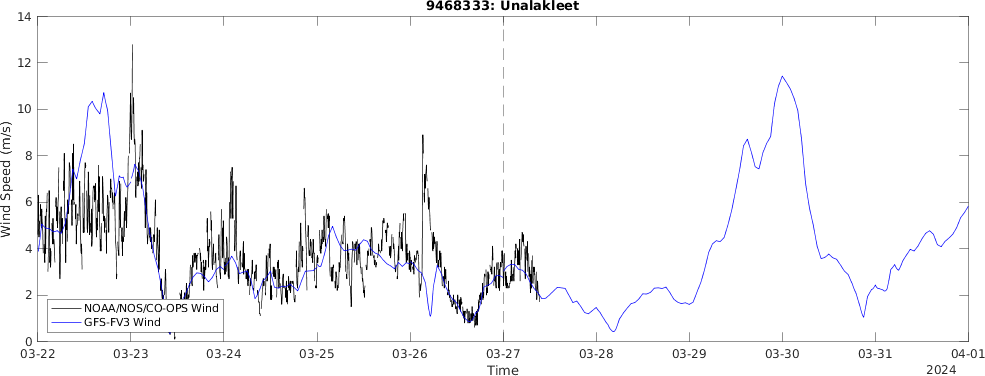 9468333: Unalakleet
14
12
10
8
6
4
2
0
Wind Speed (m/s)
NOAA/NOS/CO-OPS Wind
GFS-FV3 Wind
03-22 03-23 03-24 03-25 03-26 03-27 03-28 03-29 03-30 03-31 04-01
Time
2024